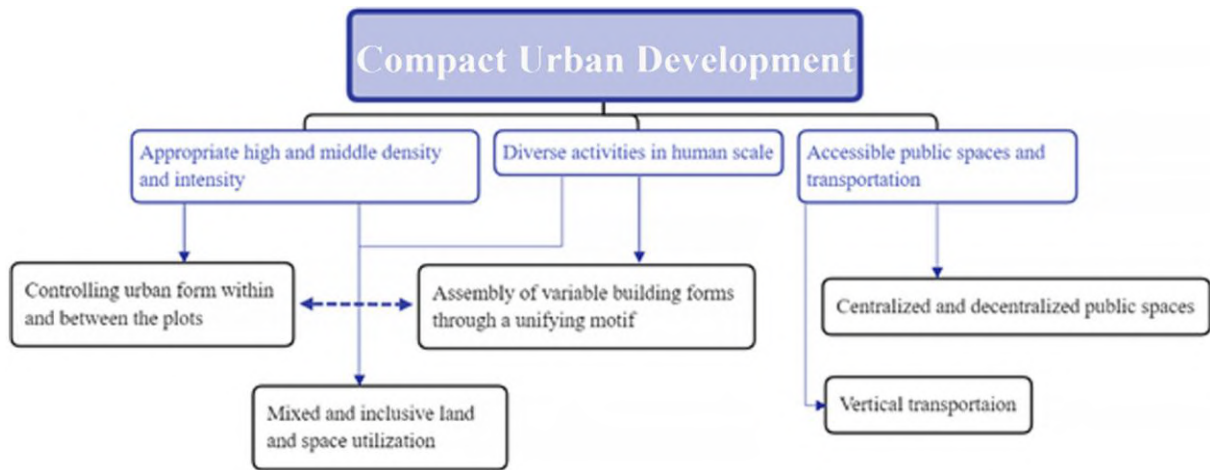 Compact Urban Development
Appropriate high and middle density
and intensity
Diverse activities in human scale
Accessible public spaces and
transportation
Controlling urban form within
and between the plots
Assembly of variable building forms
through a unifying motif
Centralized and decentralized public spaces
Mixed and inclusive land
and space utilization
Vertical transportaion